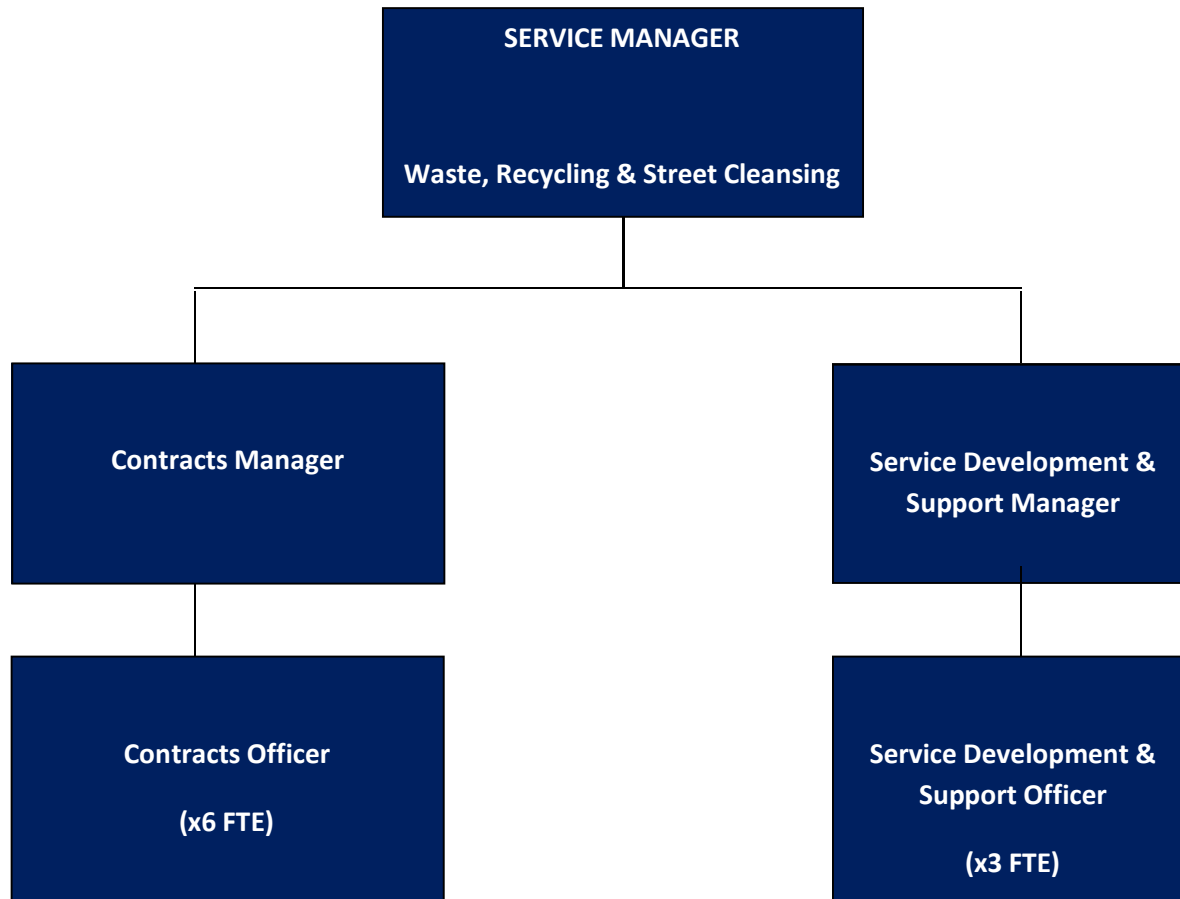 SERVICE MANAGER
Waste, Recycling & Street Cleansing
Contracts Manager
Service Development &
Support Manager
Contracts Officer
(x6 FTE)
Service Development &
Support Officer
(x3 FTE)